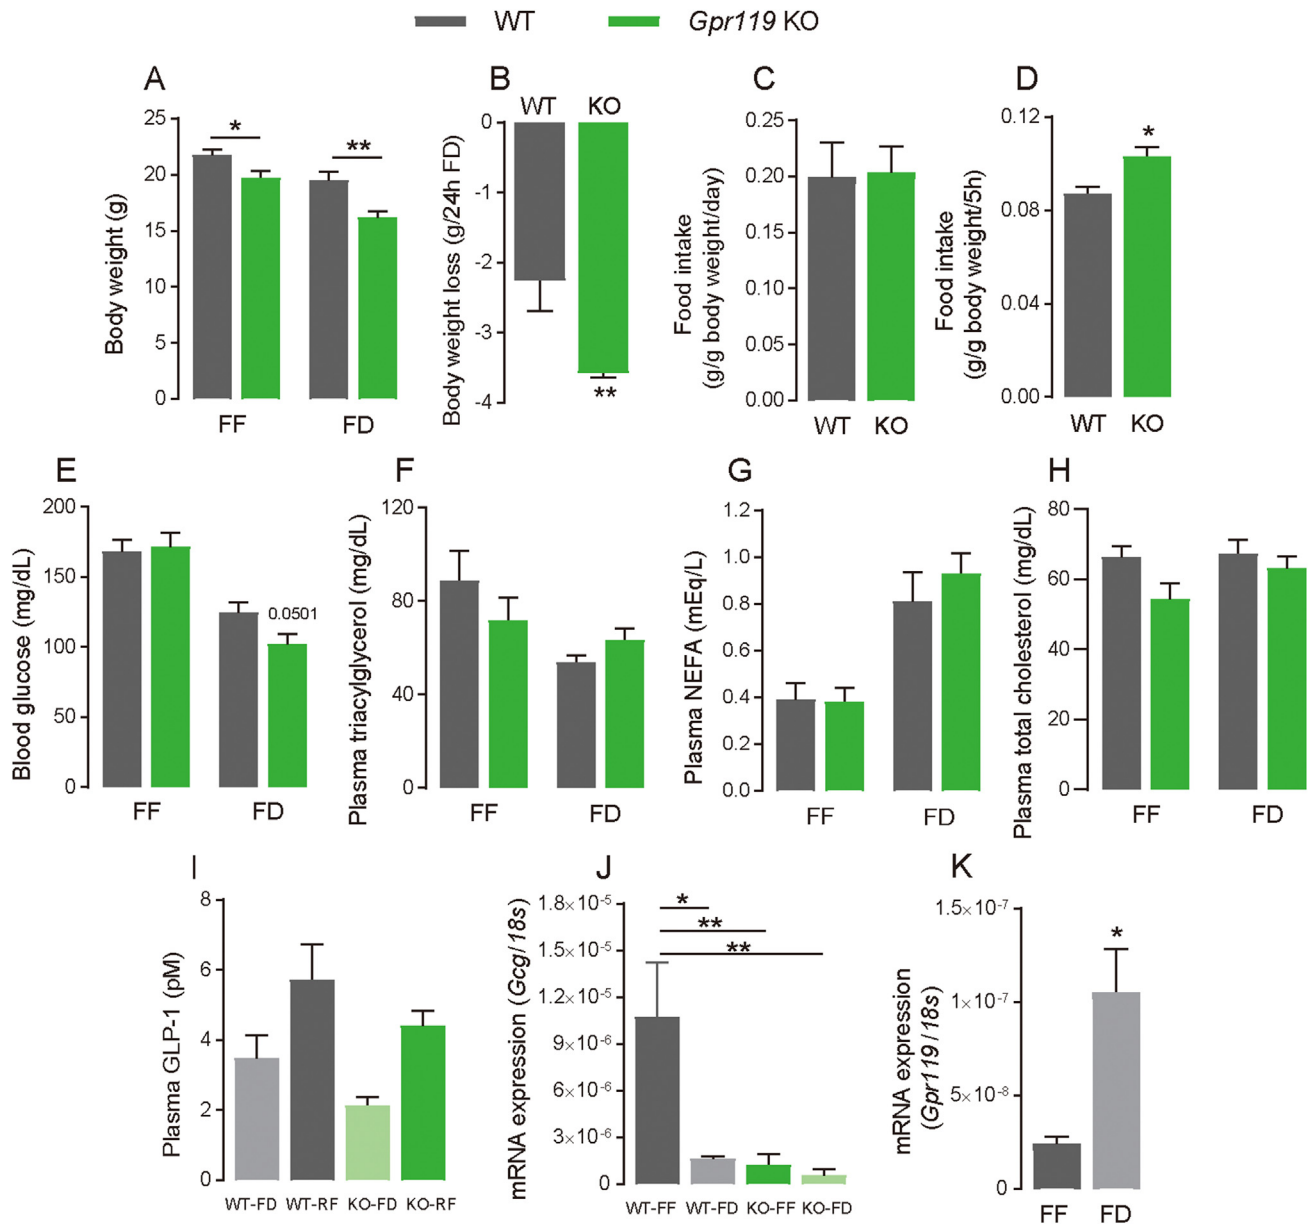 WT Gpr119 KO
A
Body weight (g)
25
20
15
10
5
0
*
**
FF FD
B
WT KO
Body weight loss (g/24h FD)
0
-1
-2
-3
-4
**
C
Food intake
(g/g body weight/day)
0.25
0.20
0.15
0.10
0.05
0.00
WT KO
D
Food intake
(g/g body weight/5h)
0.12
0.08
0.04
0.00
*
WT KO
E
Blood glucose (mg/dL)
200
150
100
50
0
0.0501
FF FD
F
Plasma triacylglycerol (mg/dL)
120
80
40
0
FF FD
G
Plasma NEFA (mEq/L)
1.2
1.0
0.8
0.6
0.4
0.2
0.0
FF FD
H
Plasma total cholesterol (mg/dL)
80
60
40
20
0
FF FD
I
Plasma GLP-1 (pM)
8
6
4
2
0
WT-FD WT-RF KO-FD KO-RF
J
mRNA expression (Gcg/18s)
1.8×10-5
1.5×10-5
1.2×10-5
9×10-6
6×10-6
3×10-6
0
*
**
**
WT-FF WT-FD KO-FF KO-FD
K
mRNA expression
(Gpr119/18s)
1.5×10-7
1×10-7
5×10-8
0
*
FF FD